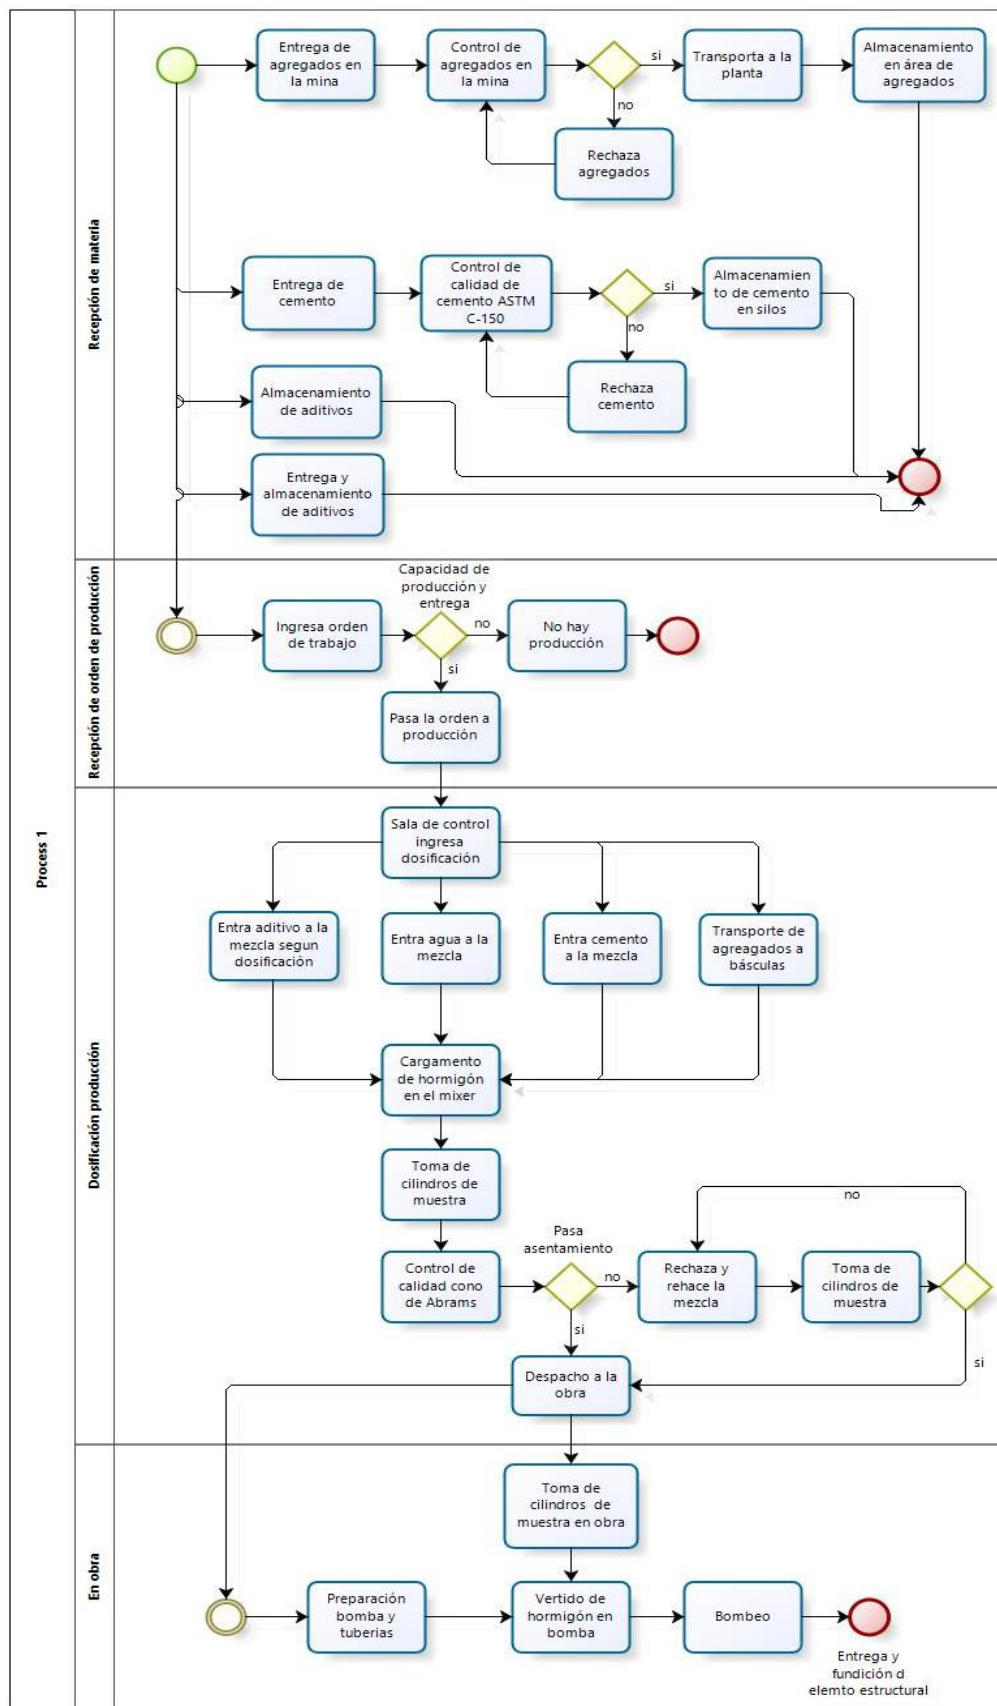 Process 1
Recepción de materia
Entrega de
agregados en
la mina
Control de
agregados en
la mina
si
no
Transporta a la
planta
Almacenamiento
en área de
agregados
Rechaza
agregados
Entrega de
cemento
Control de
calidad de
cemento ASTM
C-150
si
no
Almacenamien
to de cemento
en silos
Rechaza
cemento
Almacenamiento
de aditivos
Entrega y
almacenamiento
de aditivos
Recepción de orden de producción
Ingresa orden
de trabajo
Capacidad de
producción y
entrega
no
si
No hay
producción
Pasa la orden a
producción
Dosificación producción
Sala de control
ingresa
dosificación
Entra aditivo a la
mezcla segun
dosificación
Entra agua a la
mezcla
Entra cemento
a la mezcla
Transporte de
agreagados a
básculas
Cargamento
de hormigón
en el mixer
Toma de
cilindros de
muestra
Control de
calidad cono
de Abrams
Pasa
asentamiento
no
si
Rechaza y
rehace la
mezcla
Toma de
cilindros de
muestra
no
si
Despacho a la
obra
En obra
Toma de
cilindros de
muestra en obra
Preparación
bomba y
tuberias
Vertido de
hormigón en
bomba
Bombeo
Entrega y
fundición d
elemto estructural